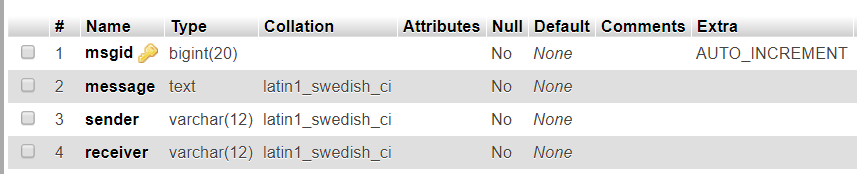 # Name Type Collation Attributes Null Default Comments Extra
1 msgid bigint(20) No None AUTO_INCREMENT
2 message text latin1_swedish_ci No None
3 sender varchar(12) latin1_swedish_ci No None
4 receiver varchar(12) latin1_swedish_ci No None